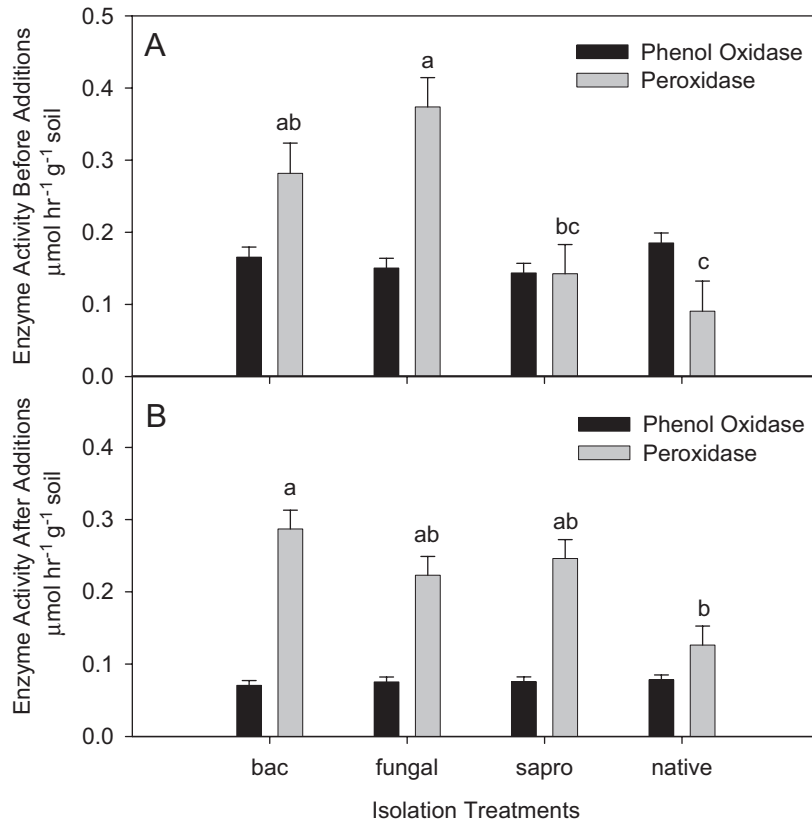 A
Phenol Oxidase
Peroxidase
Enzyme Activity Before Additions
µmol hr⁻¹ g⁻¹ soil
0.5
0.4
0.3
0.2
0.1
0.0
ab
a
bc
c
B
Phenol Oxidase
Peroxidase
Enzyme Activity After Additions
µmol hr⁻¹ g⁻¹ soil
0.4
0.3
0.2
0.1
0.0
a
ab
ab
b
bac fungal sapro native
Isolation Treatments